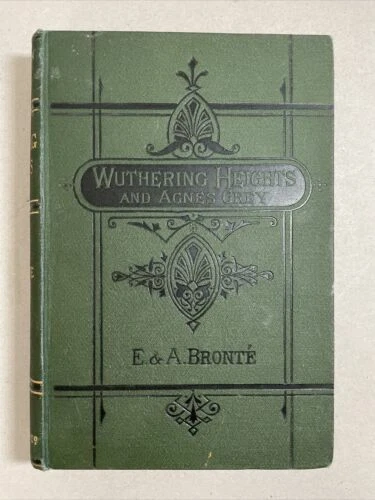 WUTHERING HEIGHTS
AND AGNES GREY
E. & A. BRONTË